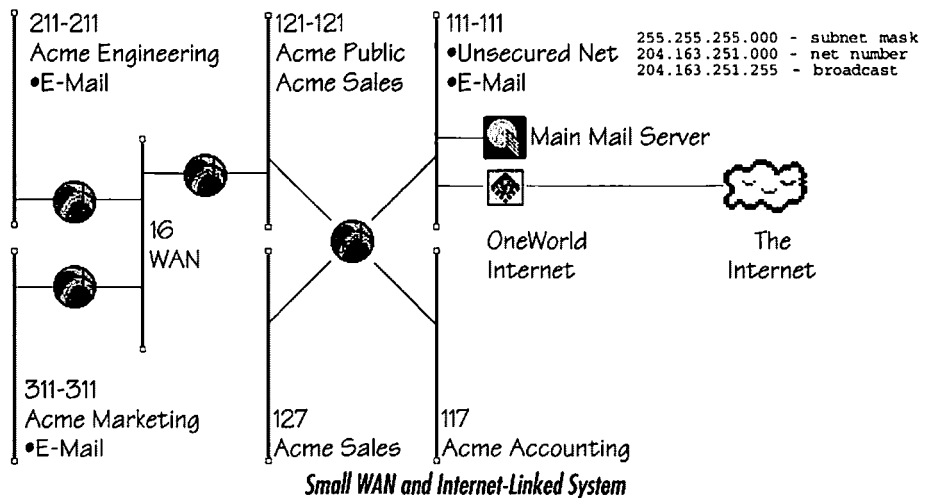 211-211
Acme Engineering
•E-Mail
121-121
Acme Public
Acme Sales
111-111
•Unsecured Net
•E-Mail
255.255.255.000 - subnet mask
204.163.251.000 - net number
204.163.251.255 - broadcast
Main Mail Server
16
WAN
OneWorld
Internet
The
Internet
311-311
Acme Marketing
•E-Mail
127
Acme Sales
117
Acme Accounting
Small WAN and Internet-Linked System